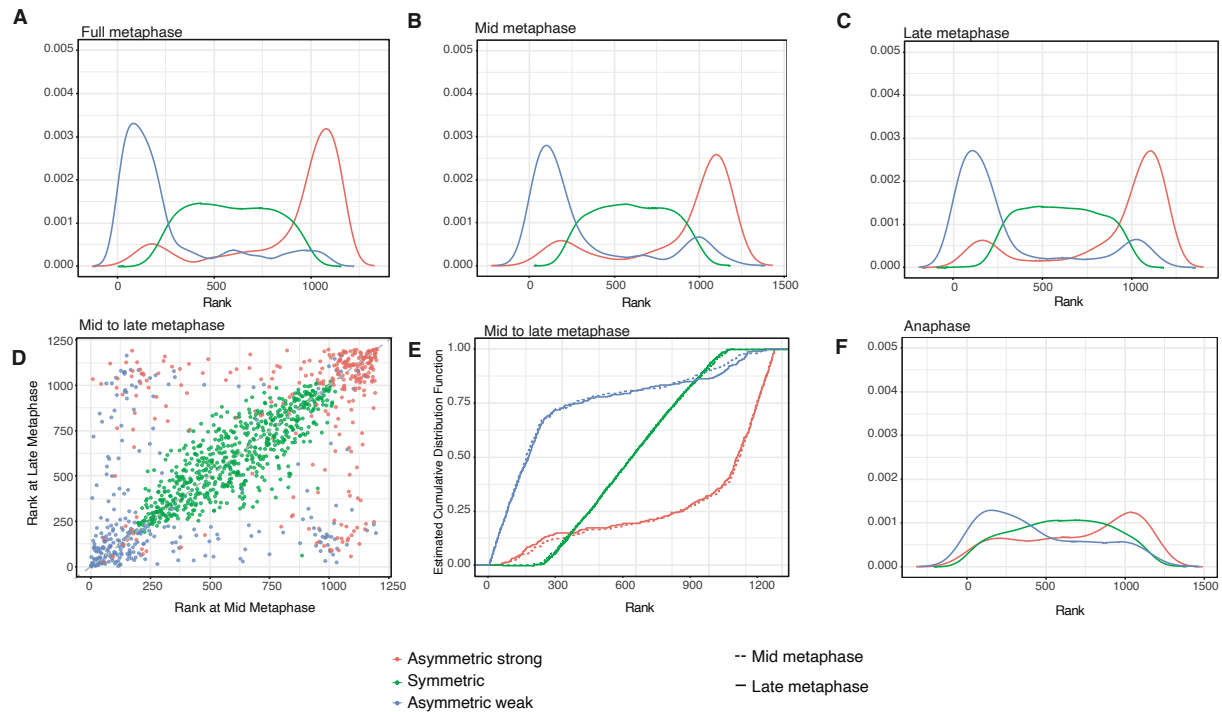 A
Full metaphase
0.005
0.004
0.003
0.002
0.001
0.000
0
500
1000
Rank
B
Mid metaphase
0.005
0.004
0.003
0.002
0.001
0.000
0
500
1000
1500
Rank
C
Late metaphase
0.005
0.004
0.003
0.002
0.001
0.000
0
500
1000
Rank
D
Mid to late metaphase
Rank at Late Metaphase
1250
1000
750
500
250
0
0
250
500
750
1000
1250
Rank at Mid Metaphase
E
Mid to late metaphase
Estimated Cumulative Distribution Function
1.00
0.75
0.50
0.25
0.00
0
300
600
900
1200
Rank
F
Anaphase
0.005
0.004
0.003
0.002
0.001
0.000
0
500
1000
1500
Rank
Asymmetric strong
Symmetric
Asymmetric weak
Mid metaphase
Late metaphase